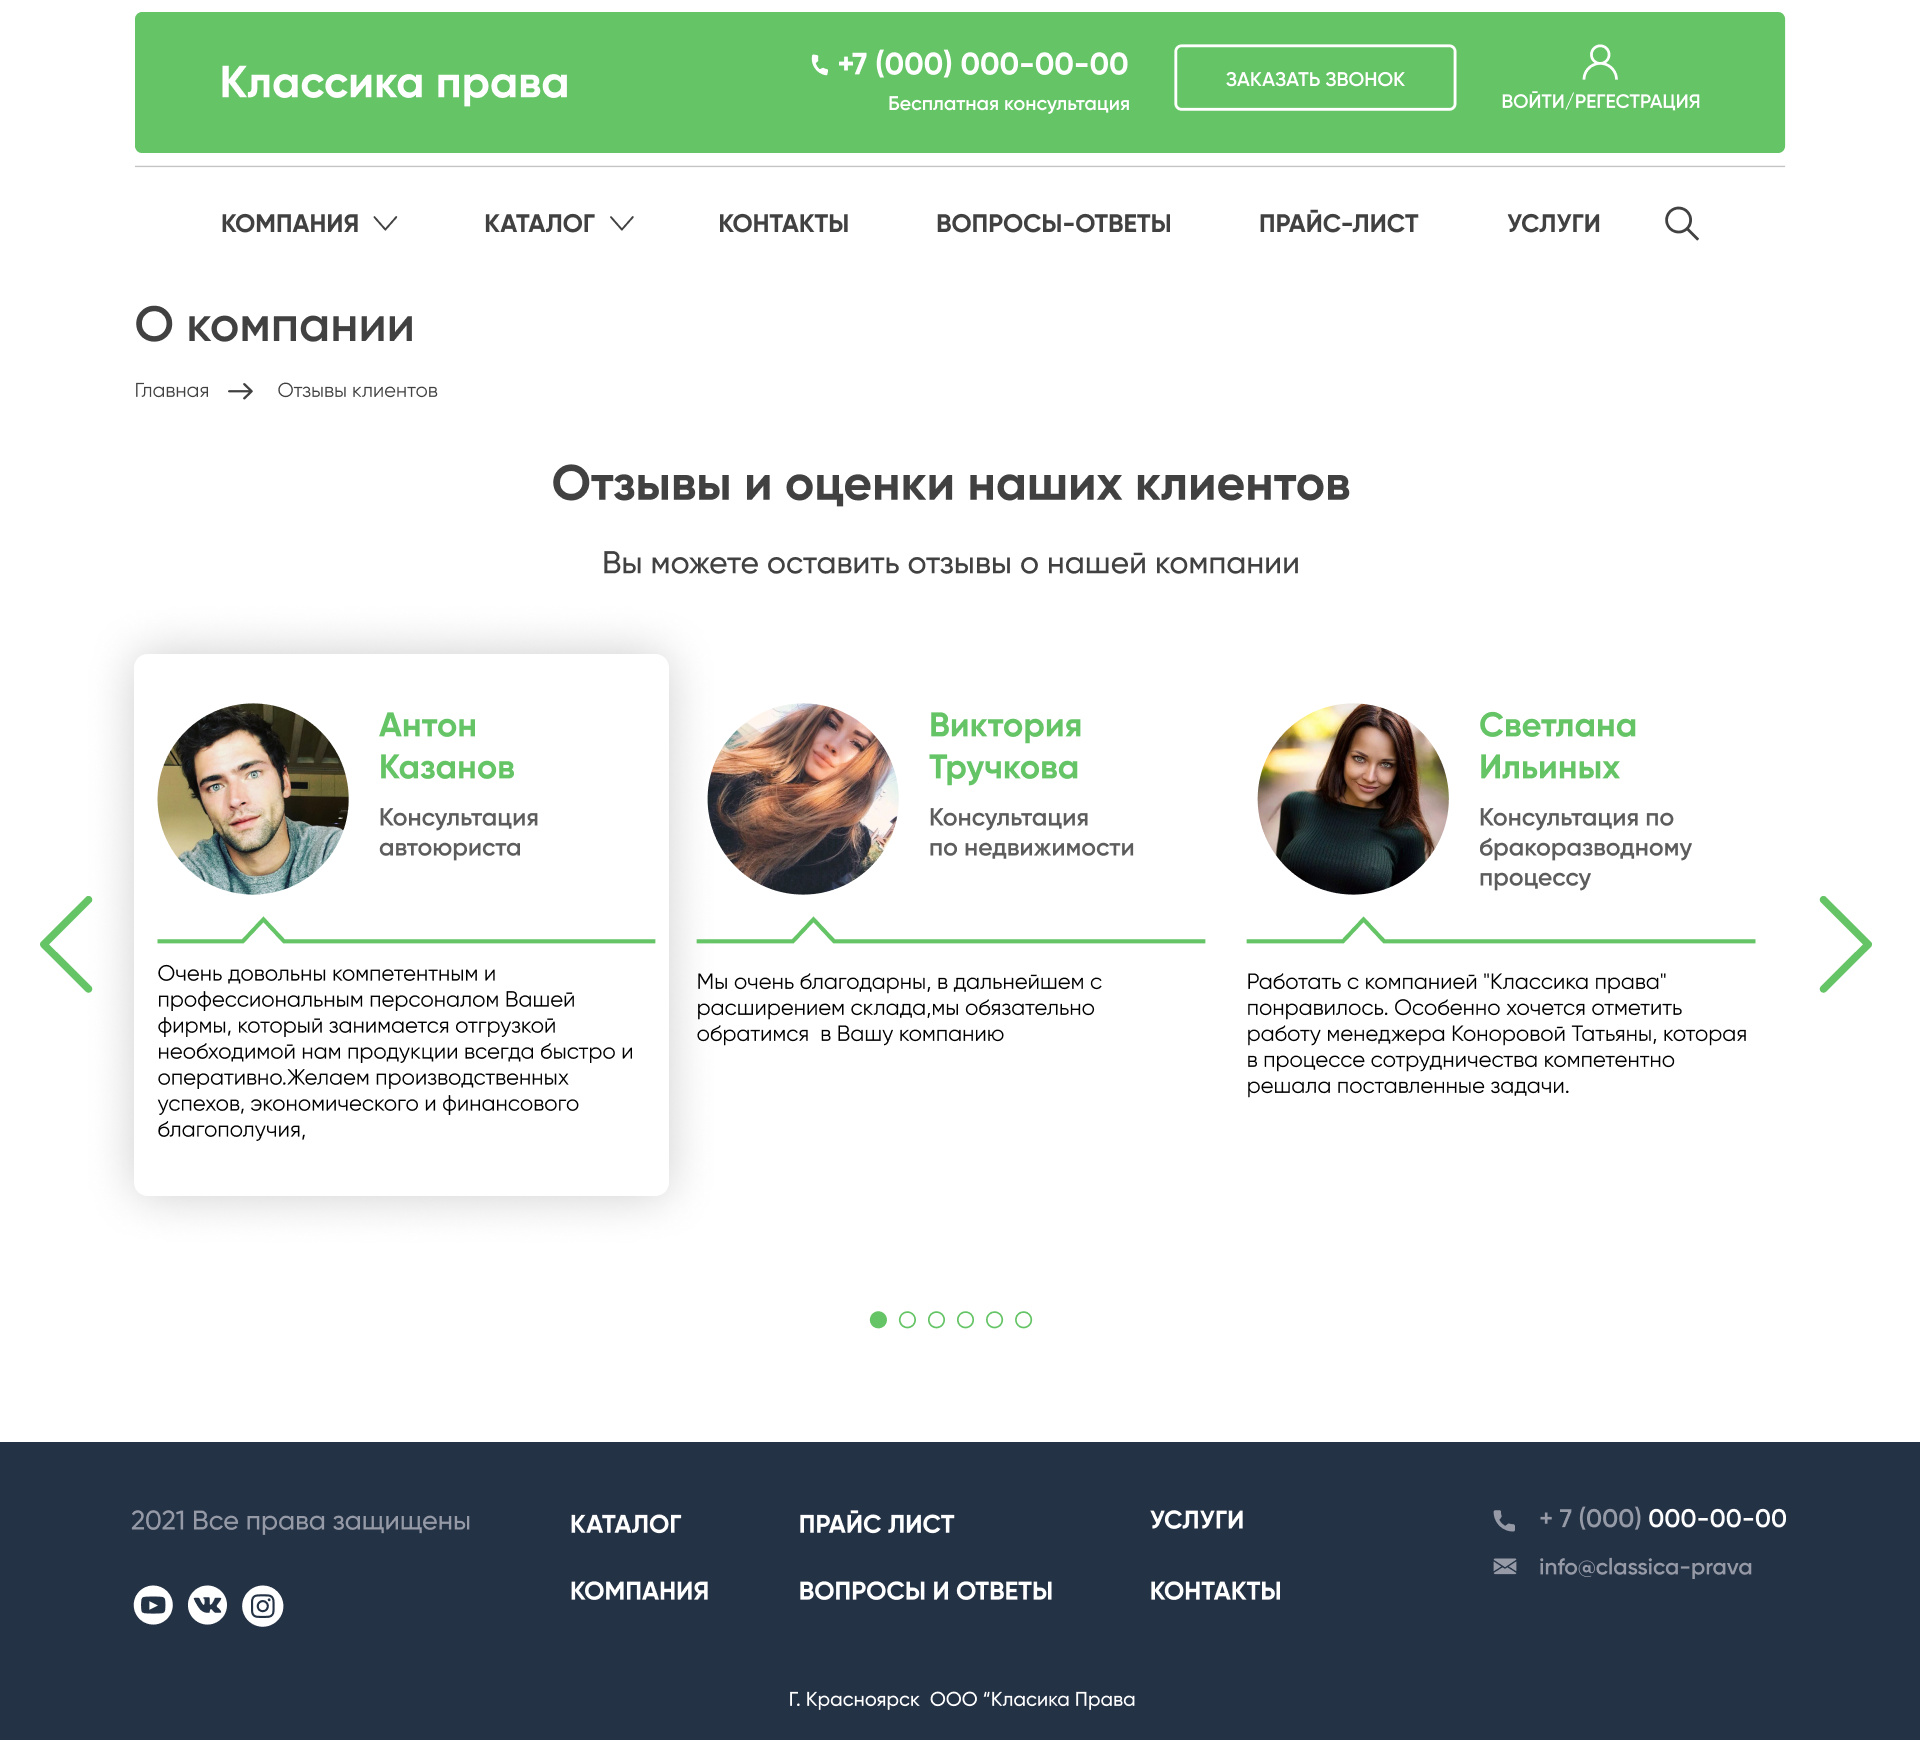 Классика права
+7 (000) 000-00-00
Бесплатная консультация
ЗАКАЗАТЬ ЗВОНОК
ВОЙТИ/РЕГЕСТРАЦИЯ
КОМПАНИЯ
КАТАЛОГ
КОНТАКТЫ
ВОПРОСЫ-ОТВЕТЫ
ПРАЙС-ЛИСТ
УСЛУГИ
О компании
Главная
Отзывы клиентов
Отзывы и оценки наших клиентов
Вы можете оставить отзывы о нашей компании
Антон
Казанов
Консультация
автоюриста
Очень довольны компетентным и
профессиональным персоналом Вашей
фирмы, который занимается отгрузкой
необходимой нам продукции всегда быстро и
оперативно.Желаем производственных
успехов, экономического и финансового
благополучия,
Виктория
Тручкова
Консультация
по недвижимости
Мы очень благодарны, в дальнейшем с
расширением склада,мы обязательно
обратимся  в Вашу компанию
Светлана
Ильиных
Консультация по
бракоразводному
процессу
Работать с компанией "Классика права"
понравилось. Особенно хочется отметить
работу менеджера Коноровой Татьяны, которая
в процессе сотрудничества компетентно
решала поставленные задачи.
2021 Все права защищены
КАТАЛОГ
ПРАЙС ЛИСТ
УСЛУГИ
+ 7 (000) 000-00-00
info@classica-prava
КОМПАНИЯ
ВОПРОСЫ И ОТВЕТЫ
КОНТАКТЫ
Г. Красноярск  ООО “Класика Права